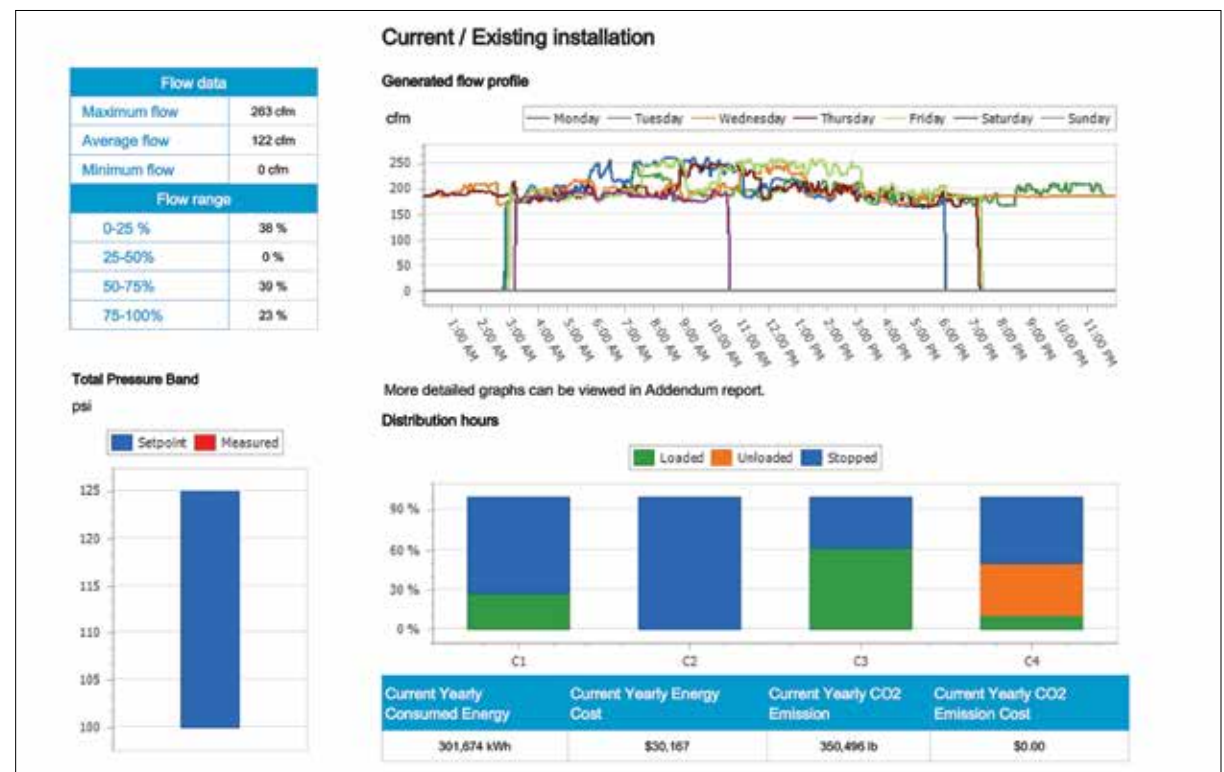 Current / Existing installation
Flow data
Maximum flow 263 cfm
Average flow 122 cfm
Minimum flow 0 cfm
Flow range
0-25 % 38 %
25-50% 0 %
50-75% 39 %
75-100% 23 %
Generated flow profile
cfm
Monday Tuesday Wednesday Thursday Friday Saturday Sunday
250
200
150
100
50
0
1:00 AM 2:00 AM 3:00 AM 4:00 AM 5:00 AM 6:00 AM 7:00 AM 8:00 AM 9:00 AM 10:00 AM 11:00 AM 12:00 PM 1:00 PM 2:00 PM 3:00 PM 4:00 PM 5:00 PM 6:00 PM 7:00 PM 8:00 PM 9:00 PM 10:00 PM 11:00 PM
More detailed graphs can be viewed in Addendum report.
Total Pressure Band
psi
Setpoint Measured
125
120
115
110
105
100
Distribution hours
Loaded Unloaded Stopped
90 %
60 %
30 %
0 %
C1 C2 C3 C4
Current Yearly Consumed Energy
Current Yearly Energy Cost
Current Yearly CO2 Emission
Current Yearly CO2 Emission Cost
301,674 kWh $30,167 350,496 lb $0.00